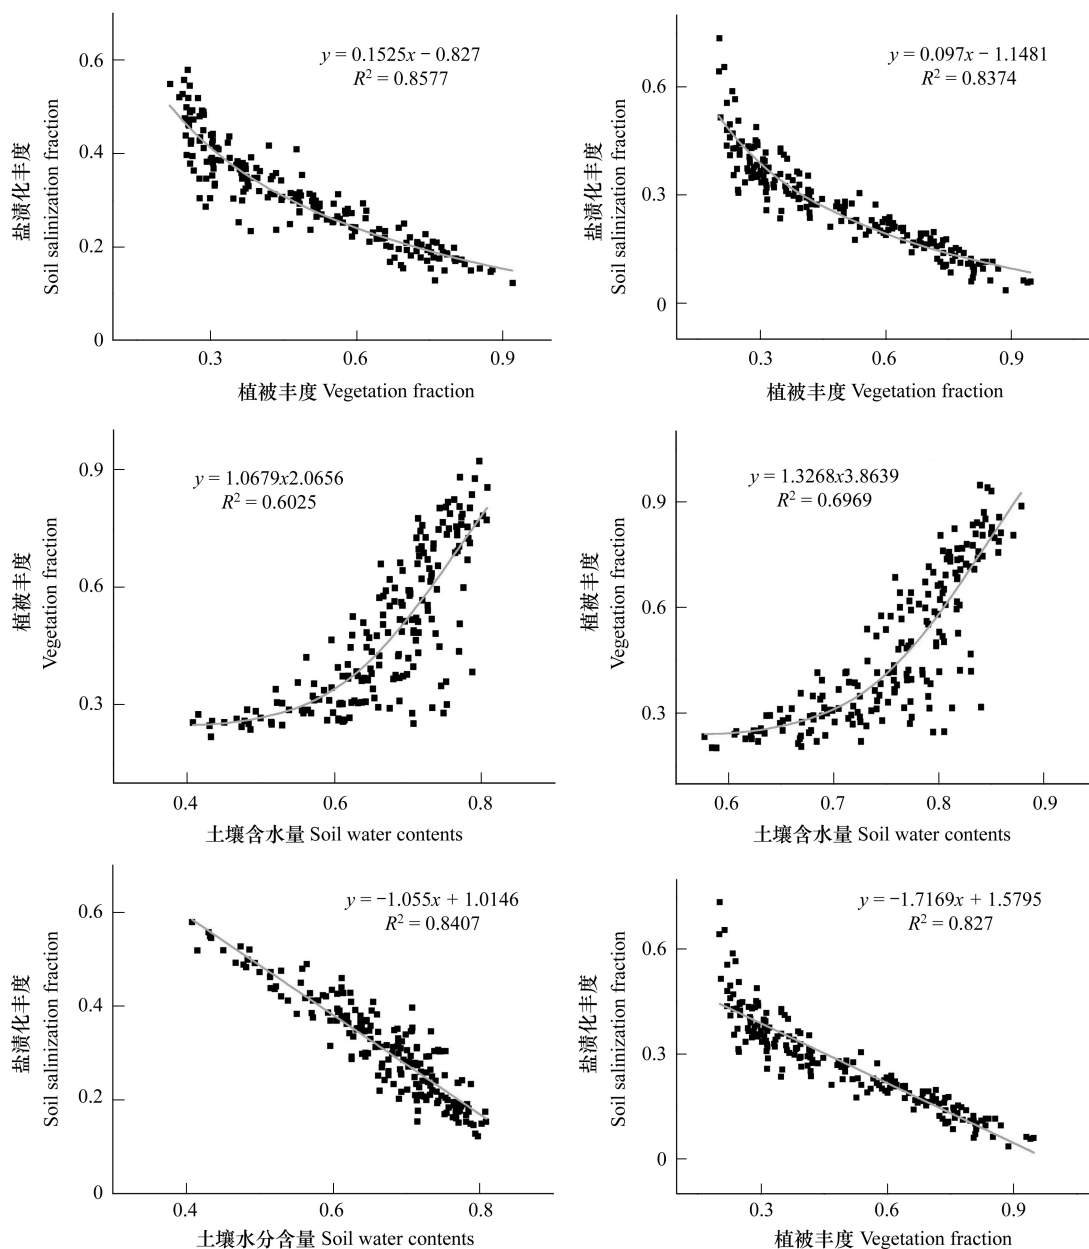 y = 0.1525x − 0.827
R² = 0.8577
0.6
0.4
0.2
0
0.3
0.6
0.9
盐渍化丰度
Soil salinization fraction
植被丰度 Vegetation fraction
y = 0.097x − 1.1481
R² = 0.8374
0.6
0.3
0
0.3
0.6
0.9
盐渍化丰度
Soil salinization fraction
植被丰度 Vegetation fraction
y = 1.0679x2.0656
R² = 0.6025
0.9
0.6
0.3
0.4
0.6
0.8
植被丰度
Vegetation fraction
土壤含水量 Soil water contents
y = 1.3268x3.8639
R² = 0.6969
0.9
0.6
0.3
0.6
0.7
0.8
0.9
植被丰度
Vegetation fraction
土壤含水量 Soil water contents
y = −1.055x + 1.0146
R² = 0.8407
0.6
0.4
0.2
0
0.4
0.6
0.8
盐渍化丰度
Soil salinization fraction
土壤水分含量 Soil water contents
y = −1.7169x + 1.5795
R² = 0.827
0.6
0.3
0
0.3
0.6
0.9
盐渍化丰度
Soil salinization fraction
植被丰度 Vegetation fraction